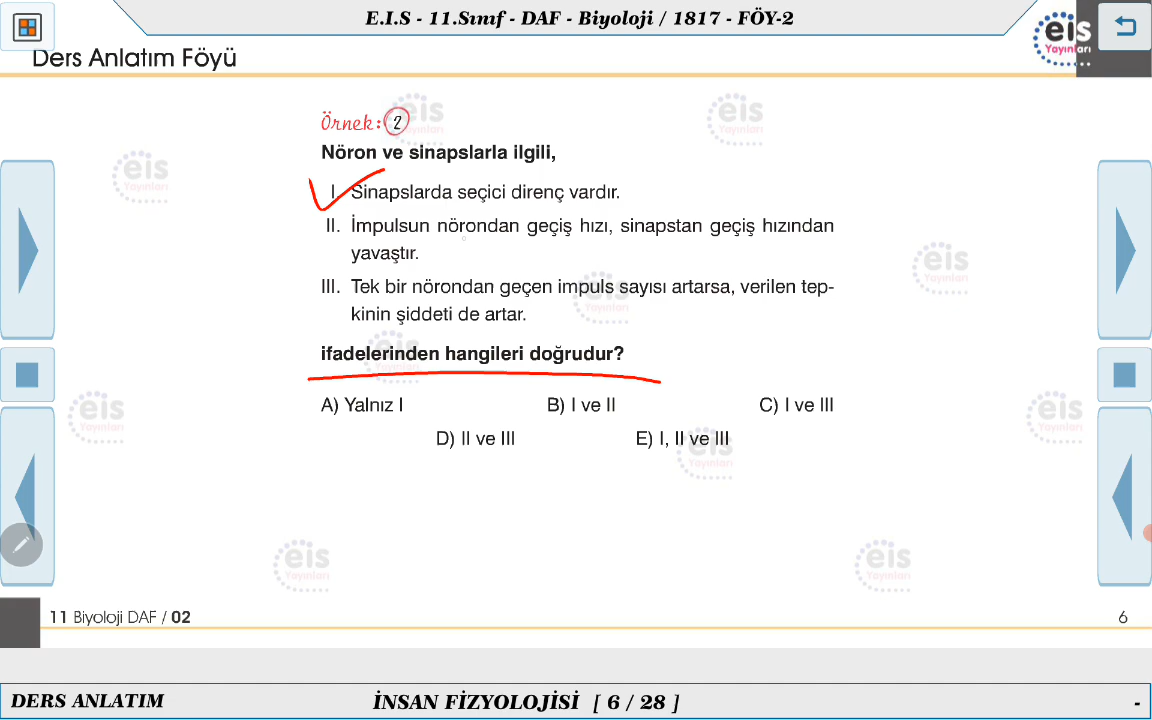 E.I.S - 11.Sınıf - DAF - Biyoloji / 1817 - FÖY-2
Ders Anlatım Föyü
eis
Yayınları
Örnek: 2
Nöron ve sinapslarla ilgili,
I. Sinapslarda seçici direnç vardır.
II. İmpulsun nörondan geçiş hızı, sinapstan geçiş hızından
yavaştır.
III. Tek bir nörondan geçen impuls sayısı artarsa, verilen tep-
kinin şiddeti de artar.
ifadelerinden hangileri doğrudur?
A) Yalnız I B) I ve II C) I ve III
D) II ve III E) I, II ve III
11 Biyoloji DAF / 02 6
DERS ANLATIM İNSAN FİZYOLOJİSİ [ 6 / 28 ] -